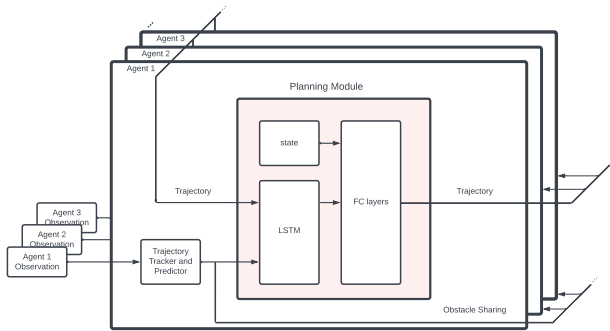 Agent 3
Agent 2
Agent 1
Planning Module
state
Trajectory
FC layers
Trajectory
LSTM
Agent 3
Observation
Agent 2
Observation
Agent 1
Observation
Trajectory
Tracker and
Predictor
Obstacle Sharing